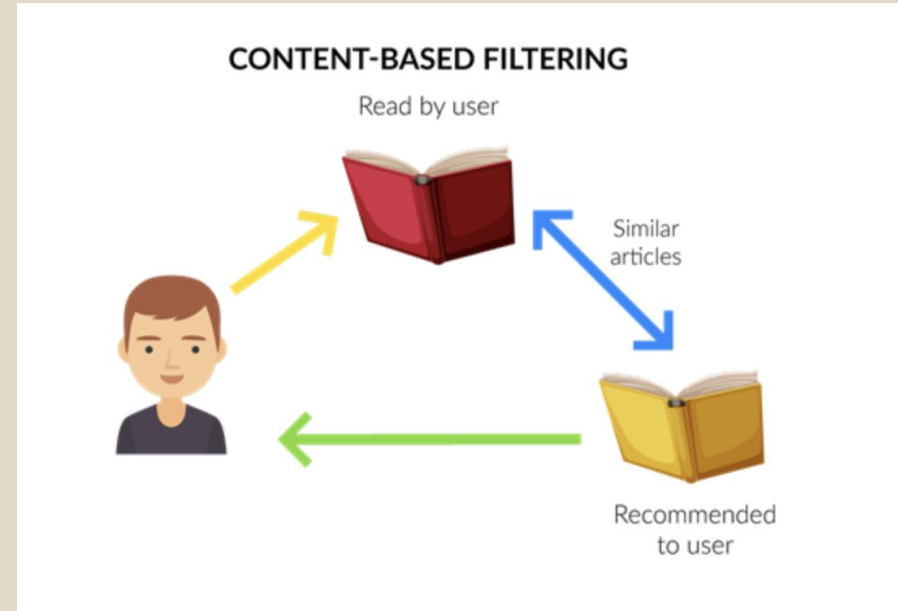 CONTENT-BASED FILTERING
Read by user
Similar
articles
Recommended
to user